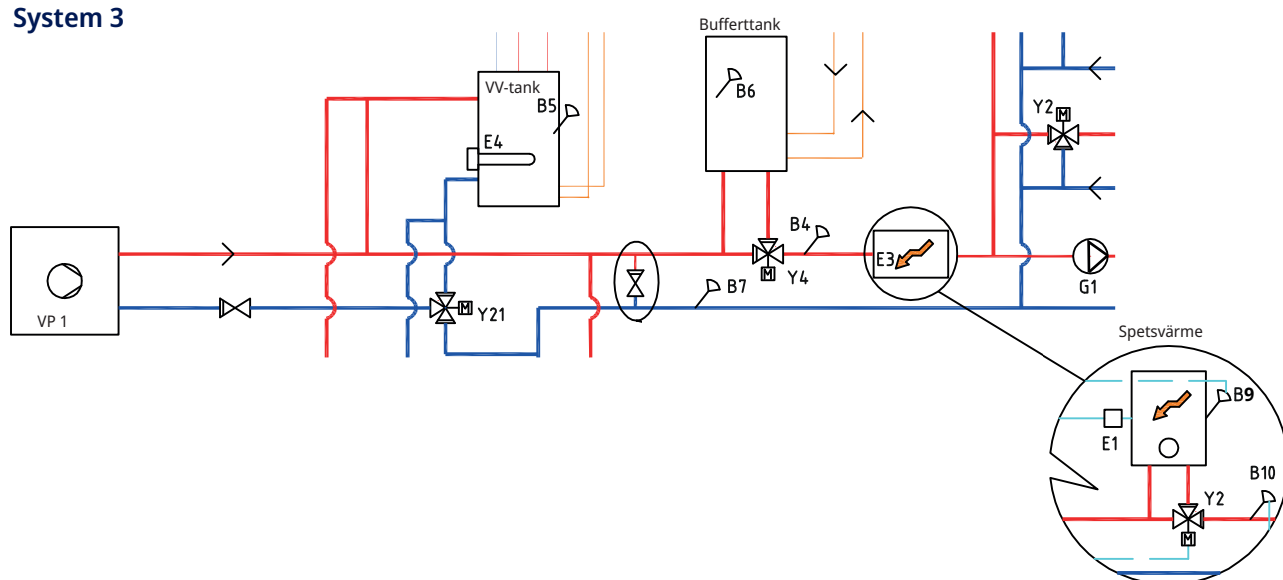 System 3
Bufferttank
VV-tank
B5
B6
E4
Y2
M
B4
E3
B7
M
Y4
G1
M
Y21
VP 1
Spetsvärme
B9
E1
B10
Y2
M